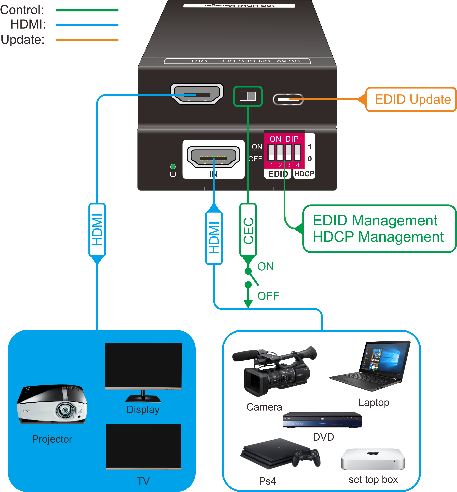 Control:
HDMI:
Update:
EDID Update
ON DIP
ON
OFF
1
0
1 2 3 4
IN
EDID HDCP
EDID Management
HDCP Management
HDMI
HDMI
CEC
ON
OFF
Projector
Display
TV
Camera
Laptop
DVD
Ps4
set top box